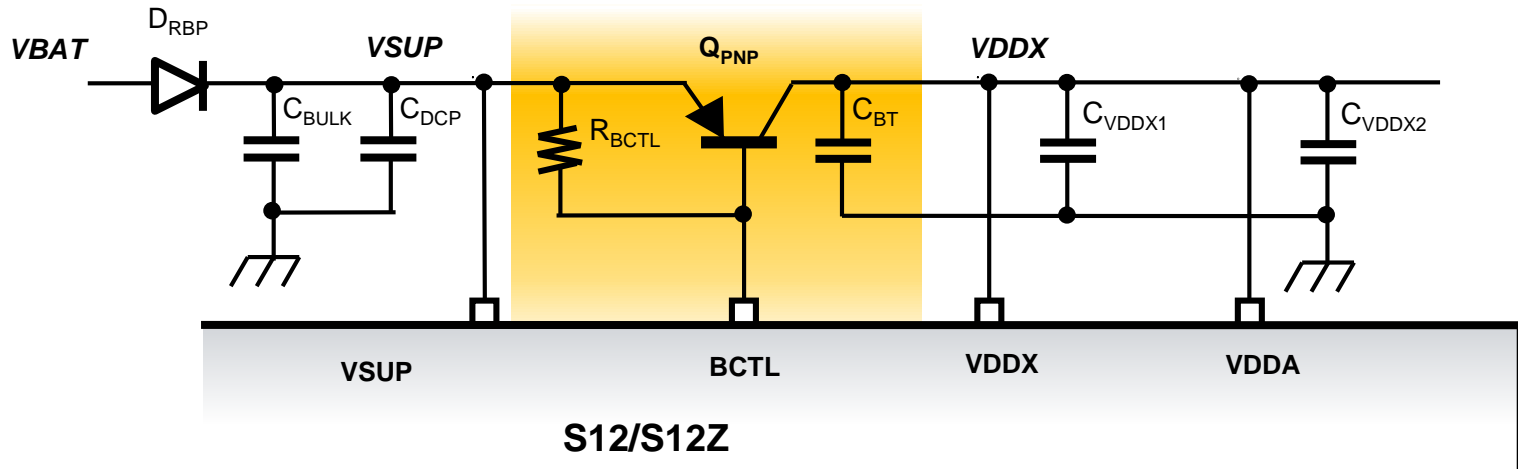 D_RBP
VBAT
VSUP
Q_PNP
VDDX
C_BULK
C_DCP
R_BCTL
C_BT
C_VDDX1
C_VDDX2
VSUP
BCTL
VDDX
VDDA
S12/S12Z